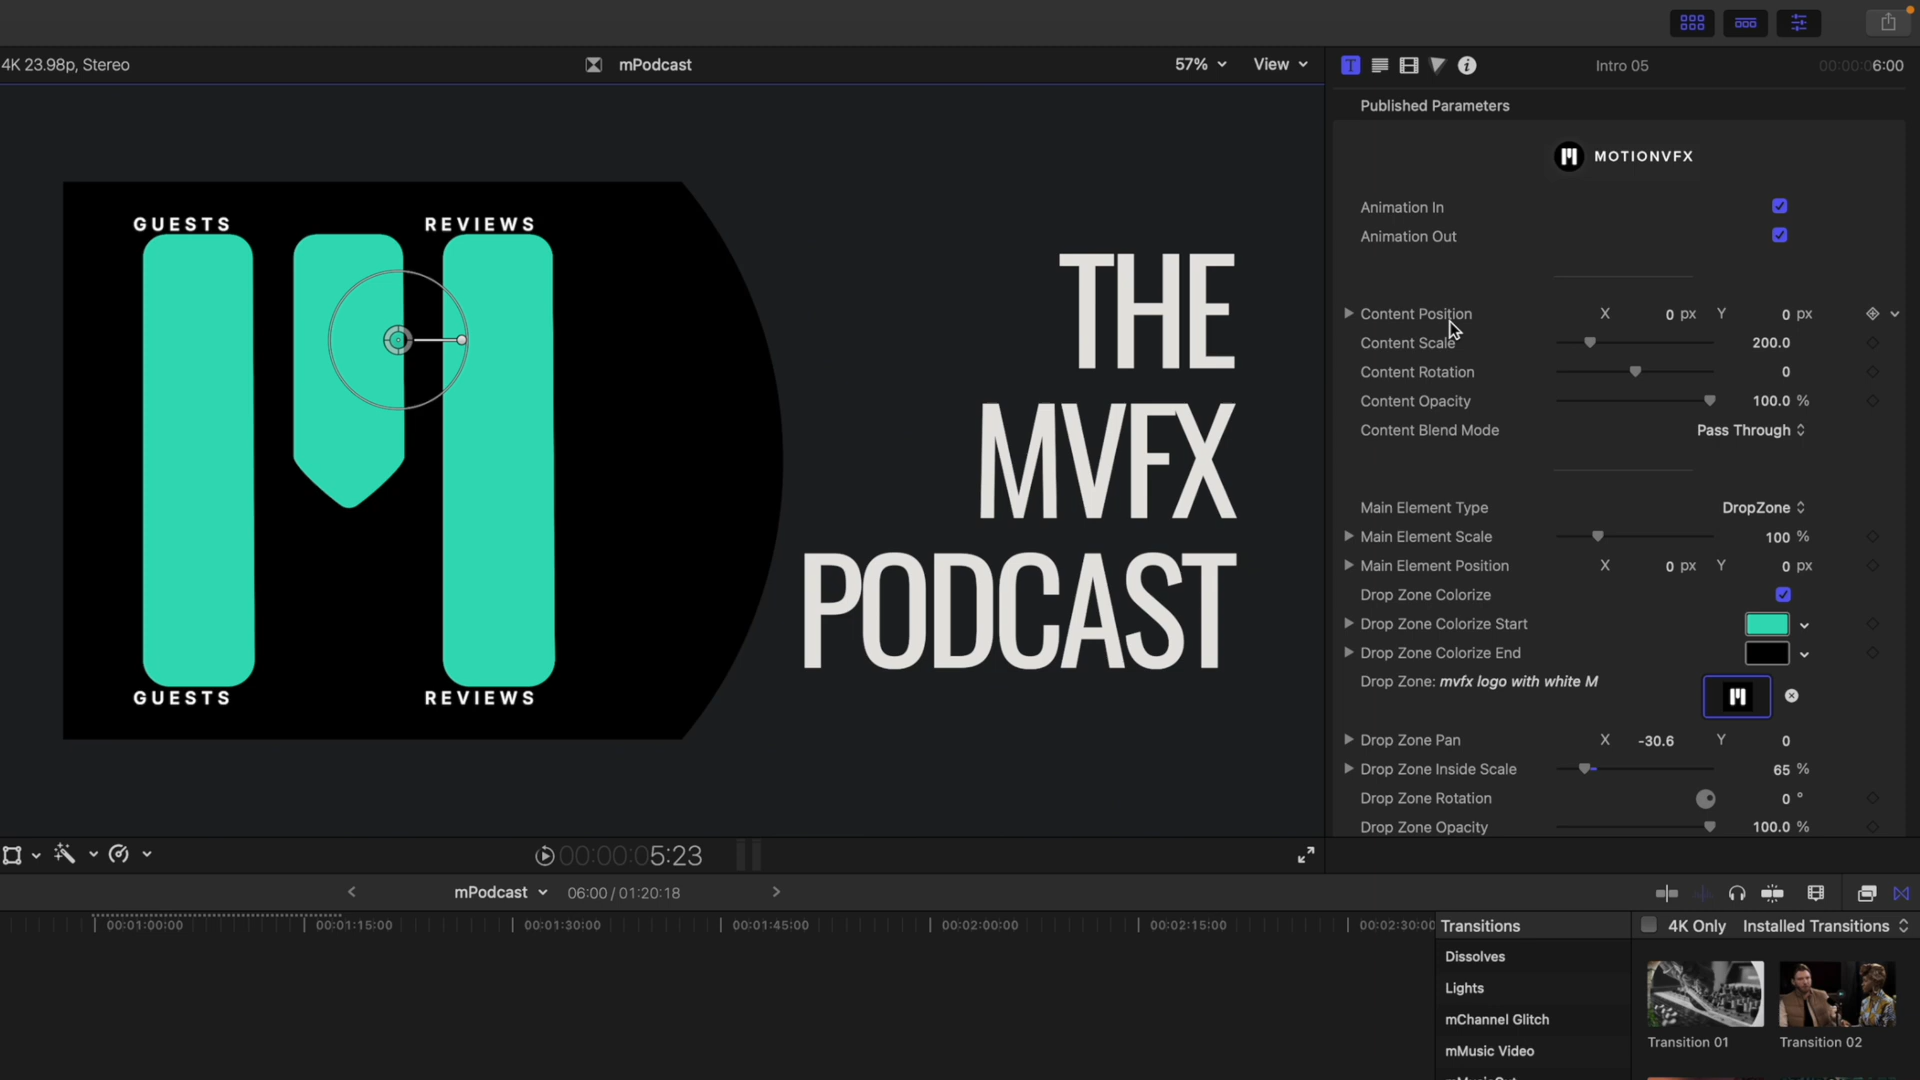 4K 23.98p, Stereo
mPodcast
57%
View
Intro 05
00:00:06:00
Published Parameters
MOTIONVFX
Animation In
Animation Out
Content Position X 0 px Y 0 px
Content Scale 200.0
Content Rotation 0
Content Opacity 100.0 %
Content Blend Mode Pass Through
Main Element Type DropZone
Main Element Scale 100 %
Main Element Position X 0 px Y 0 px
Drop Zone Colorize
Drop Zone Colorize Start
Drop Zone Colorize End
Drop Zone: mvfx logo with white M
Drop Zone Pan X -30.6 Y 0
Drop Zone Inside Scale 65 %
Drop Zone Rotation 0 °
Drop Zone Opacity 100.0 %
GUESTS REVIEWS
THE
MVFX
PODCAST
GUESTS REVIEWS
00:00:05:23
mPodcast 06:00 / 01:20:18
00:01:00:00 00:01:15:00 00:01:30:00 00:01:45:00 00:02:00:00 00:02:15:00 00:02:30:00
Transitions
4K Only
Installed Transitions
Dissolves
Lights
mChannel Glitch
mMusic Video
Transition 01
Transition 02